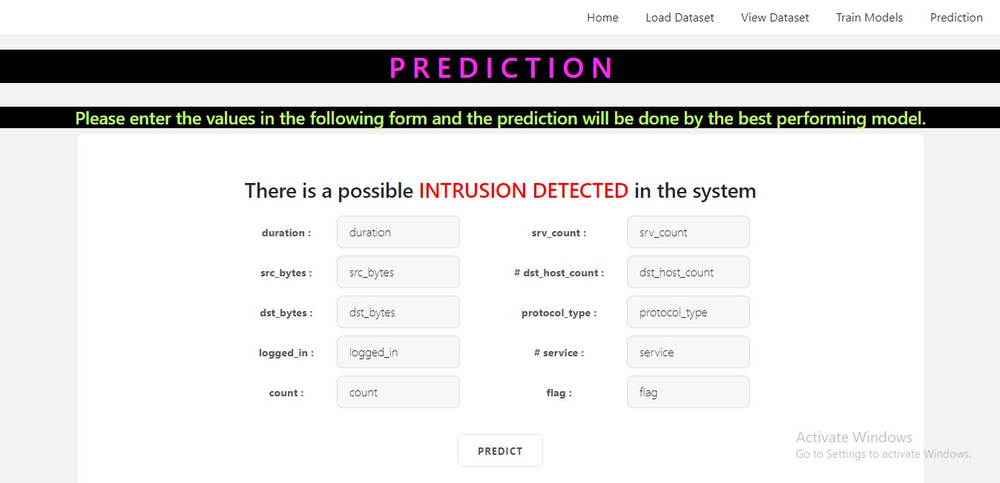 Home Load Dataset View Dataset Train Models Prediction
P R E D I C T I O N
Please enter the values in the following form and the prediction will be done by the best performing model.
There is a possible INTRUSION DETECTED in the system
duration : duration srv_count : srv_count
src_bytes : src_bytes # dst_host_count : dst_host_count
dst_bytes : dst_bytes protocol_type : protocol_type
logged_in : logged_in # service : service
count : count flag : flag
PREDICT
Activate Windows
Go to Settings to activate Windows.